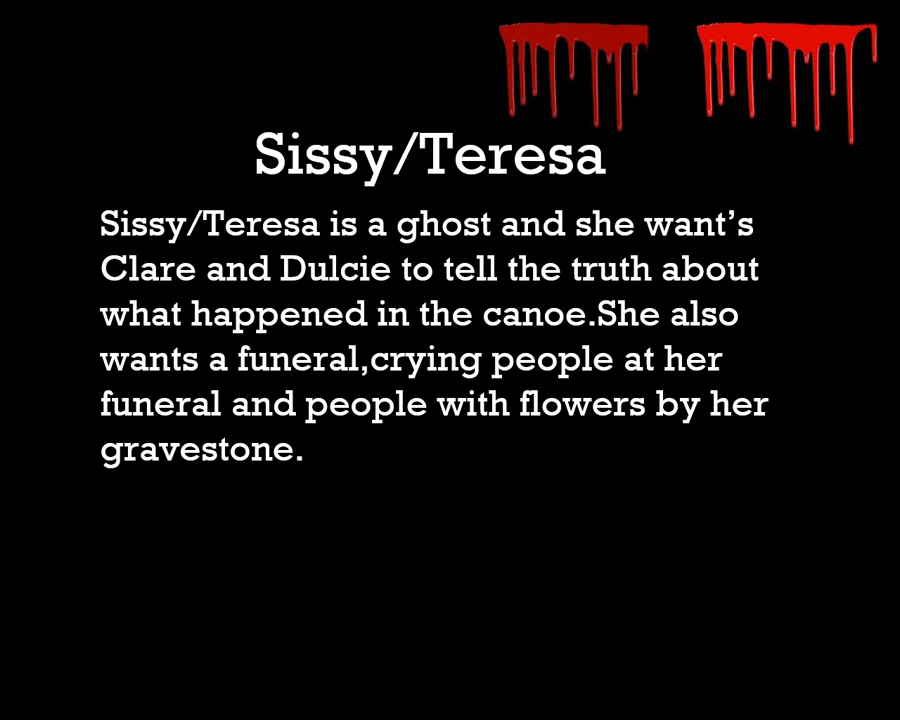 Sissy/Teresa
Sissy/Teresa is a ghost and she want’s
Clare and Dulcie to tell the truth about
what happened in the canoe.She also
wants a funeral,crying people at her
funeral and people with flowers by her
gravestone.